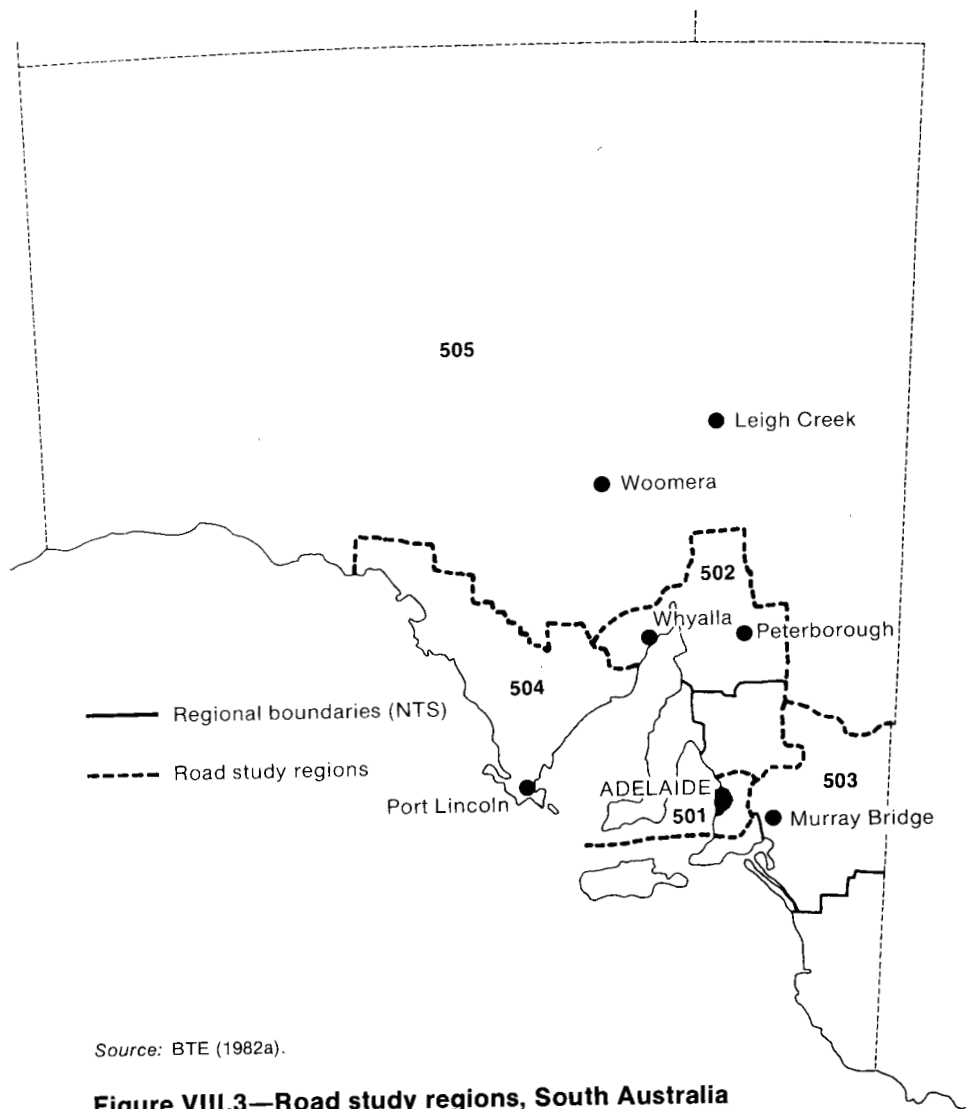 505
Leigh Creek
Woomera
502
Whyalla
Peterborough
504
Regional boundaries (NTS)
Road study regions
503
ADELAIDE
Port Lincoln
501
Murray Bridge
Source: BTE (1982a).
Figure VIII.3—Road study regions, South Australia